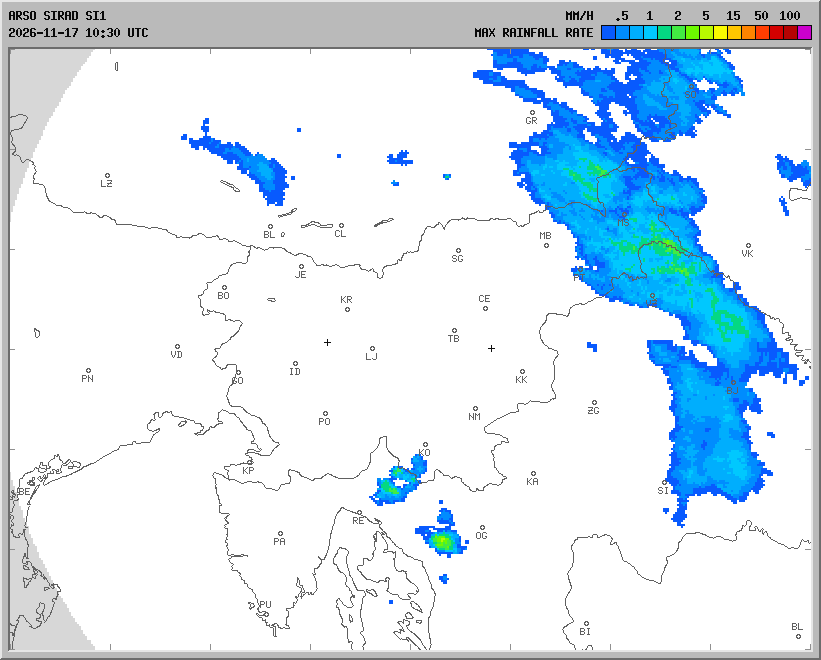 ARSO SIRAD SI1
2026-11-17 10:30 UTC
MM/H .5 1 2 5 15 50 100
MAX RAINFALL RATE
GR
LZ
MS
BL
CL
MB
VK
SG
JE
PT
BO
KR
CE
TB
VD
LJ
PN
ID
GO
KK
ZG
NM
PO
KO
KP
KA
BE
SI
RE
OG
PA
PU
BI
BL